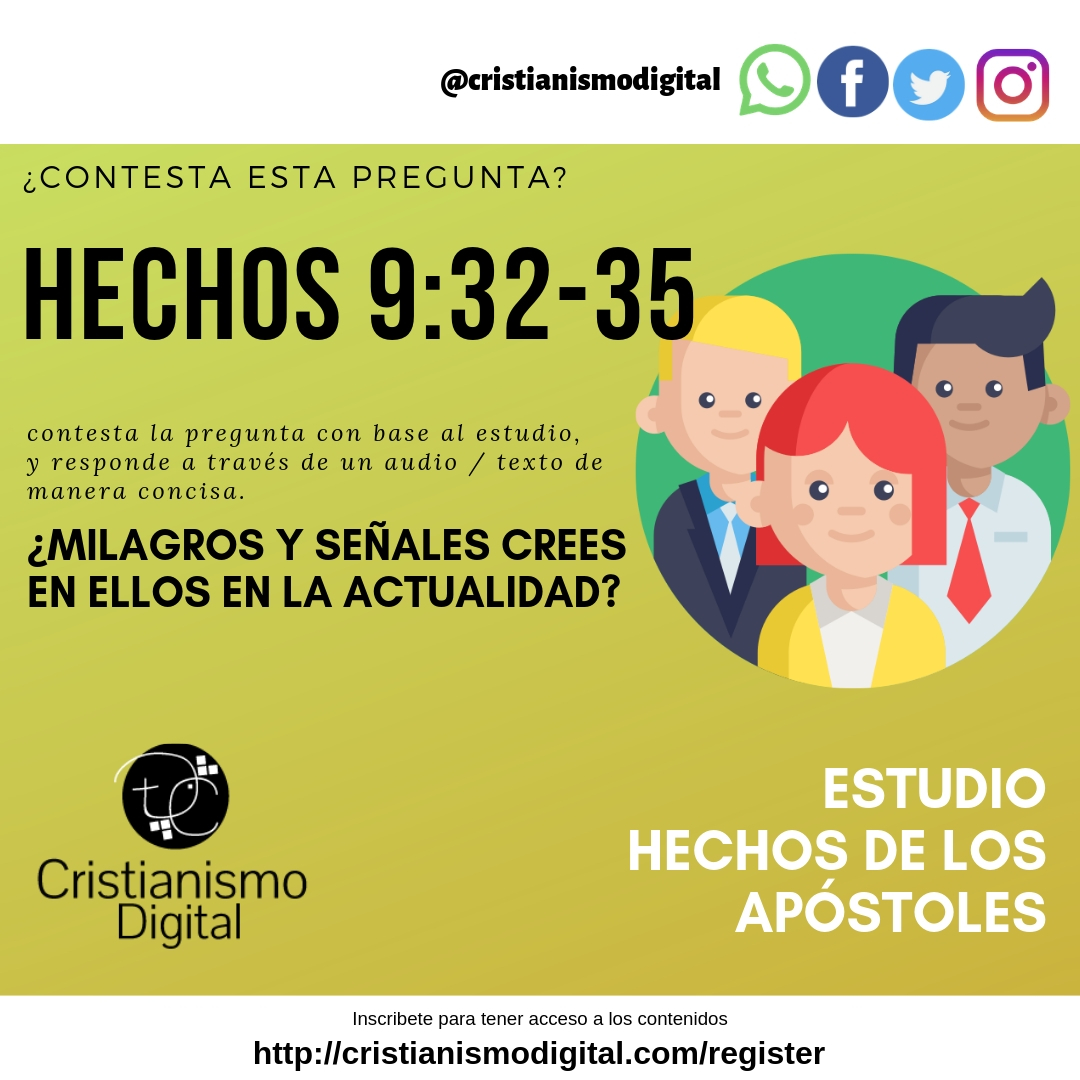 @cristianismodigital
¿CONTESTA ESTA PREGUNTA?
HECHOS 9:32-35
contesta la pregunta con base al estudio,
y responde a través de un audio / texto de
manera concisa.
¿MILAGROS Y SEÑALES CREES
EN ELLOS EN LA ACTUALIDAD?
Cristianismo
Digital
ESTUDIO
HECHOS DE LOS
APÓSTOLES
Inscribete para tener acceso a los contenidos
http://cristianismodigital.com/register